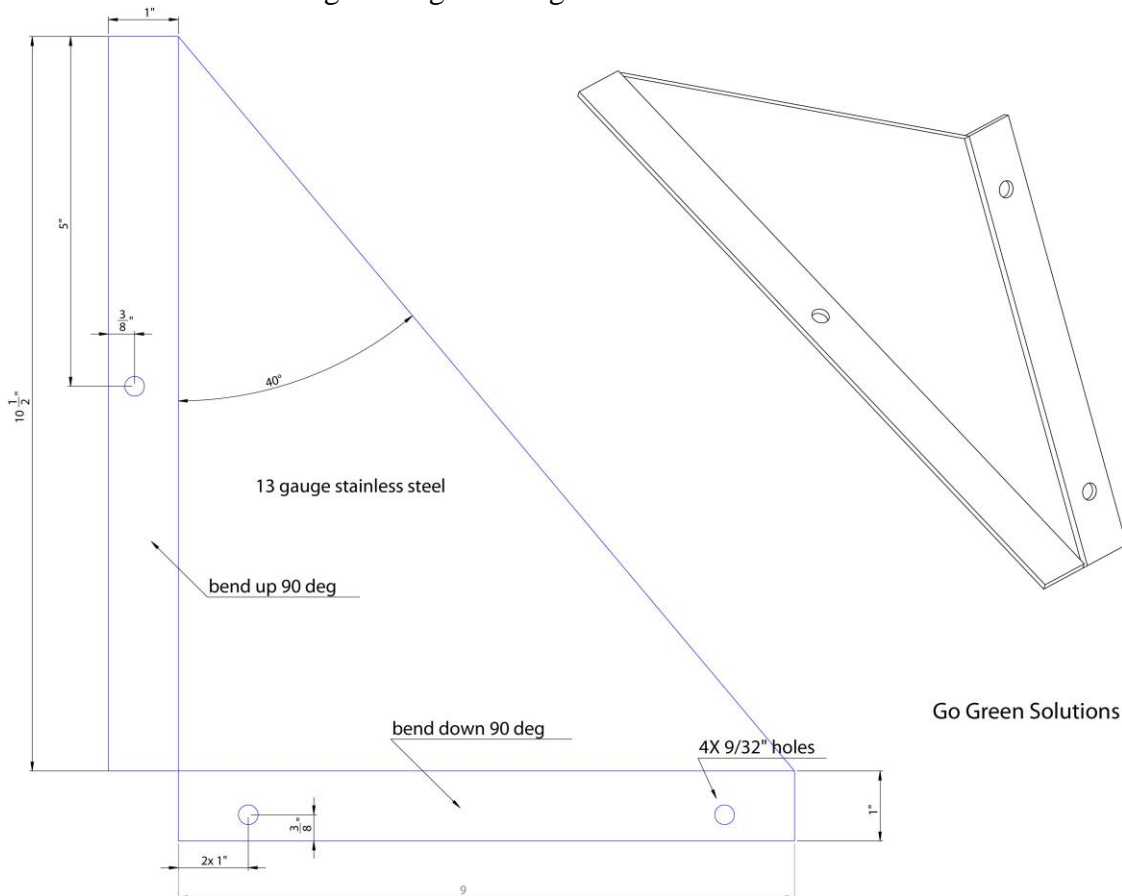 1"
5"
3/8"
10 1/2"
40°
13 gauge stainless steel
bend up 90 deg
Go Green Solutions
bend down 90 deg
4X 9/32" holes
3/8"
1"
2x 1"
9